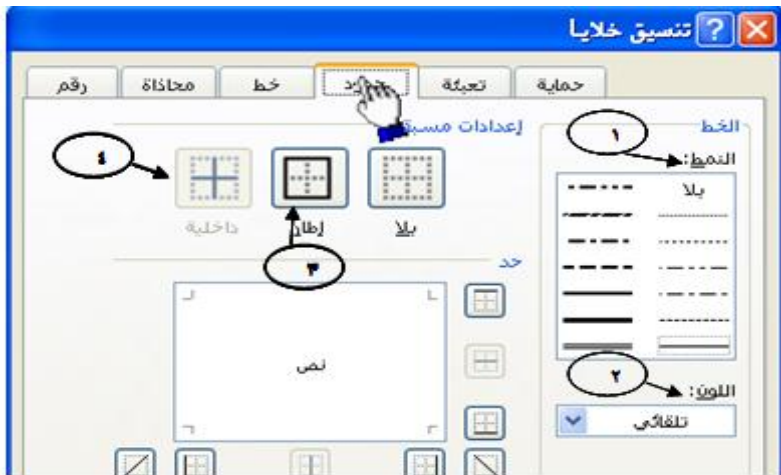 تنسيق خلايا
رقم محاذاة خط تعبئة حماية
الخط
١
إعدادات
النمط:
٤
بلا
بلا إطار داخلية
٣
حد
نص
٢
اللون:
تلقائي